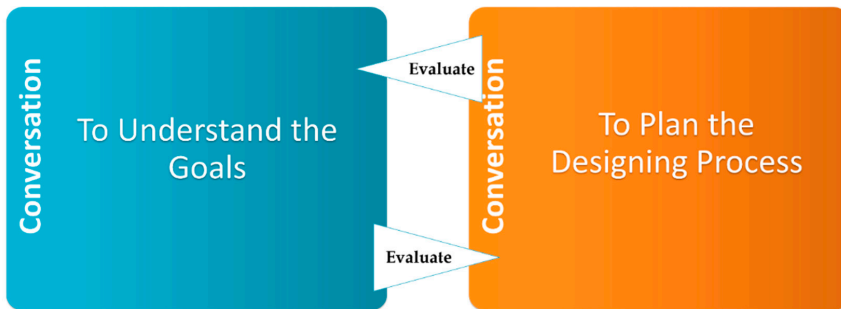 Conversation
To Understand the
Goals
Evaluate
Evaluate
Conversation
To Plan the
Designing Process